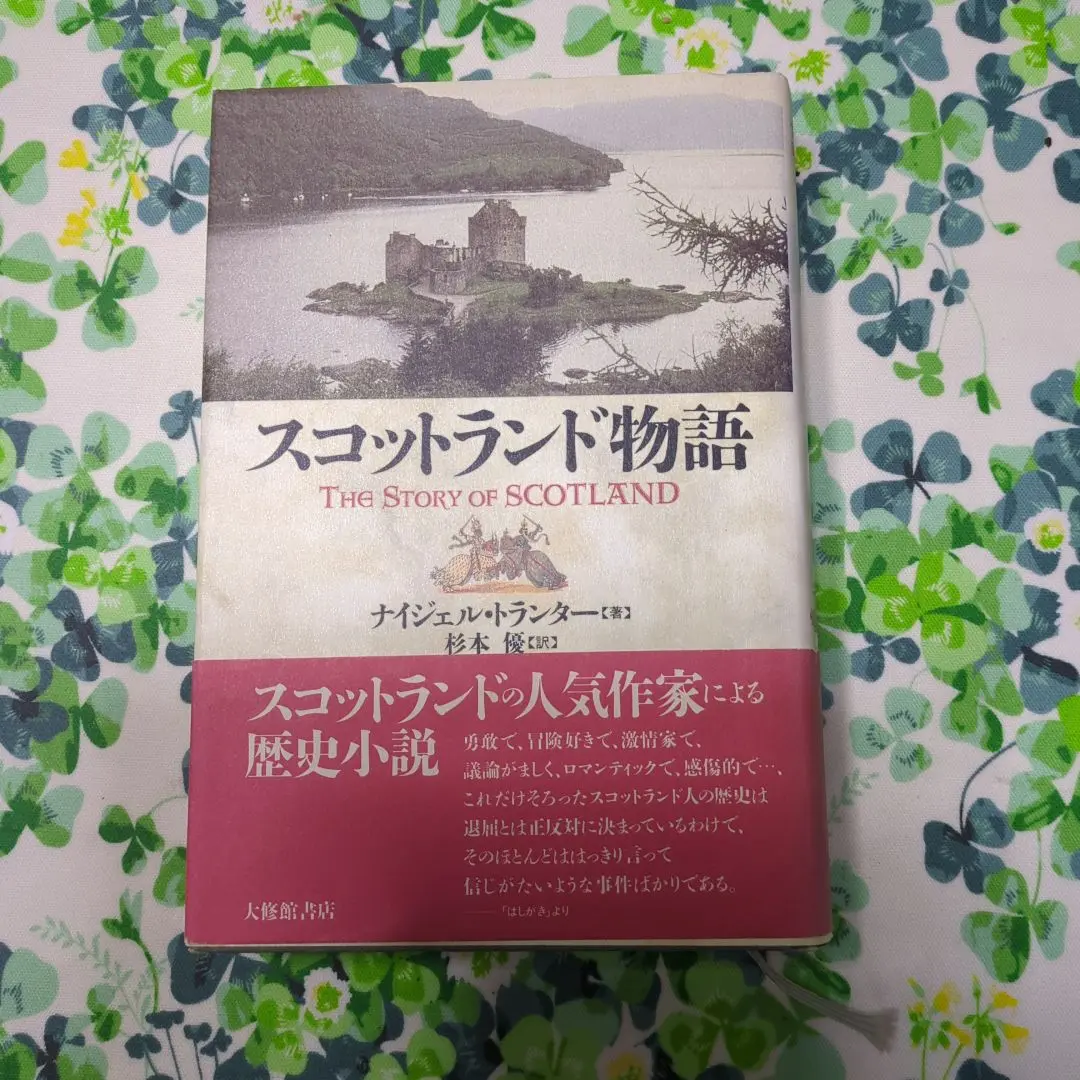 スコットランド物語
THE STORY OF SCOTLAND
ナイジェル・トランター【著】
杉本 優【訳】
スコットランドの人気作家による
歴史小説
勇敢で、冒険好きで、激情家で、
議論がましく、ロマンティックで、感傷的で…、
これだけそろったスコットランド人の歴史は
退屈とは正反対に決まっているわけで、
そのほとんどははっきり言って
信じがたいような事件ばかりである。
——「はしがき」より
大修館書店